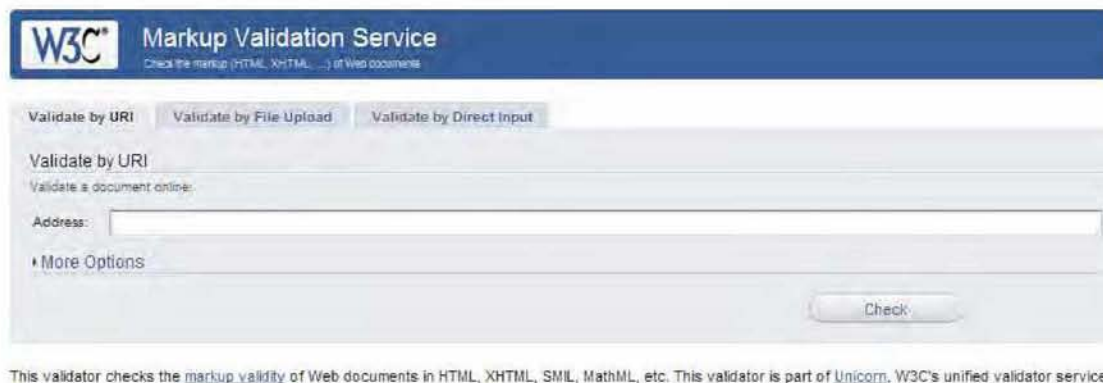 W3C®
Markup Validation Service
Check the markup (HTML, XHTML, ...) of Web documents
Validate by URI Validate by File Upload Validate by Direct Input
Validate by URI
Validate a document online:
Address:
More Options
Check
This validator checks the markup validity of Web documents in HTML, XHTML, SMIL, MathML, etc. This validator is part of Unicorn, W3C's unified validator service